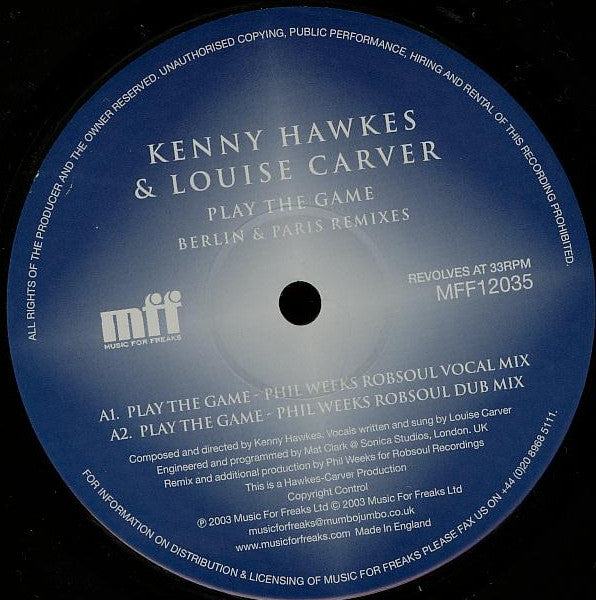 ALL RIGHTS OF THE PRODUCER AND THE OWNER RESERVED. UNAUTHORISED COPYING, PUBLIC PERFORMANCE, HIRING AND RENTAL OF THIS RECORDING PROHIBITED.
KENNY HAWKES
& LOUISE CARVER
PLAY THE GAME
BERLIN & PARIS REMIXES
REVOLVES AT 33RPM
MFF12035
mff
MUSIC FOR FREAKS
A1. PLAY THE GAME - PHIL WEEKS ROBSOUL VOCAL MIX
A2. PLAY THE GAME - PHIL WEEKS ROBSOUL DUB MIX
Composed and directed by Kenny Hawkes. Vocals written and sung by Louise Carver
Engineered and programmed by Mat Clark @ Sonica Studios, London. UK
Remix and additional production by Phil Weeks for Robsoul Recordings
This is a Hawkes-Carver Production
Copyright Control
℗ 2003 Music For Freaks Ltd © 2003 Music For Freaks Ltd
musicforfreaks@mumbojumbo.co.uk
www.musicforfreaks.com Made In England
FOR INFORMATION ON DISTRIBUTION & LICENSING OF MUSIC FOR FREAKS PLEASE FAX US ON +44 (0)20 8968 5111.